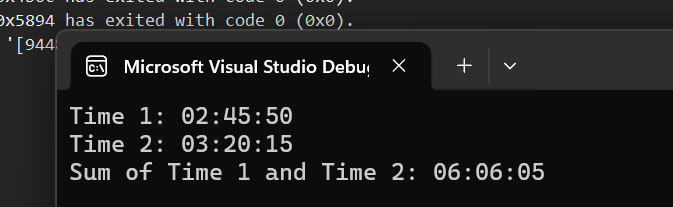 0x5894 has exited with code 0 (0x0).
'[944
Microsoft Visual Studio Debu
Time 1: 02:45:50
Time 2: 03:20:15
Sum of Time 1 and Time 2: 06:06:05